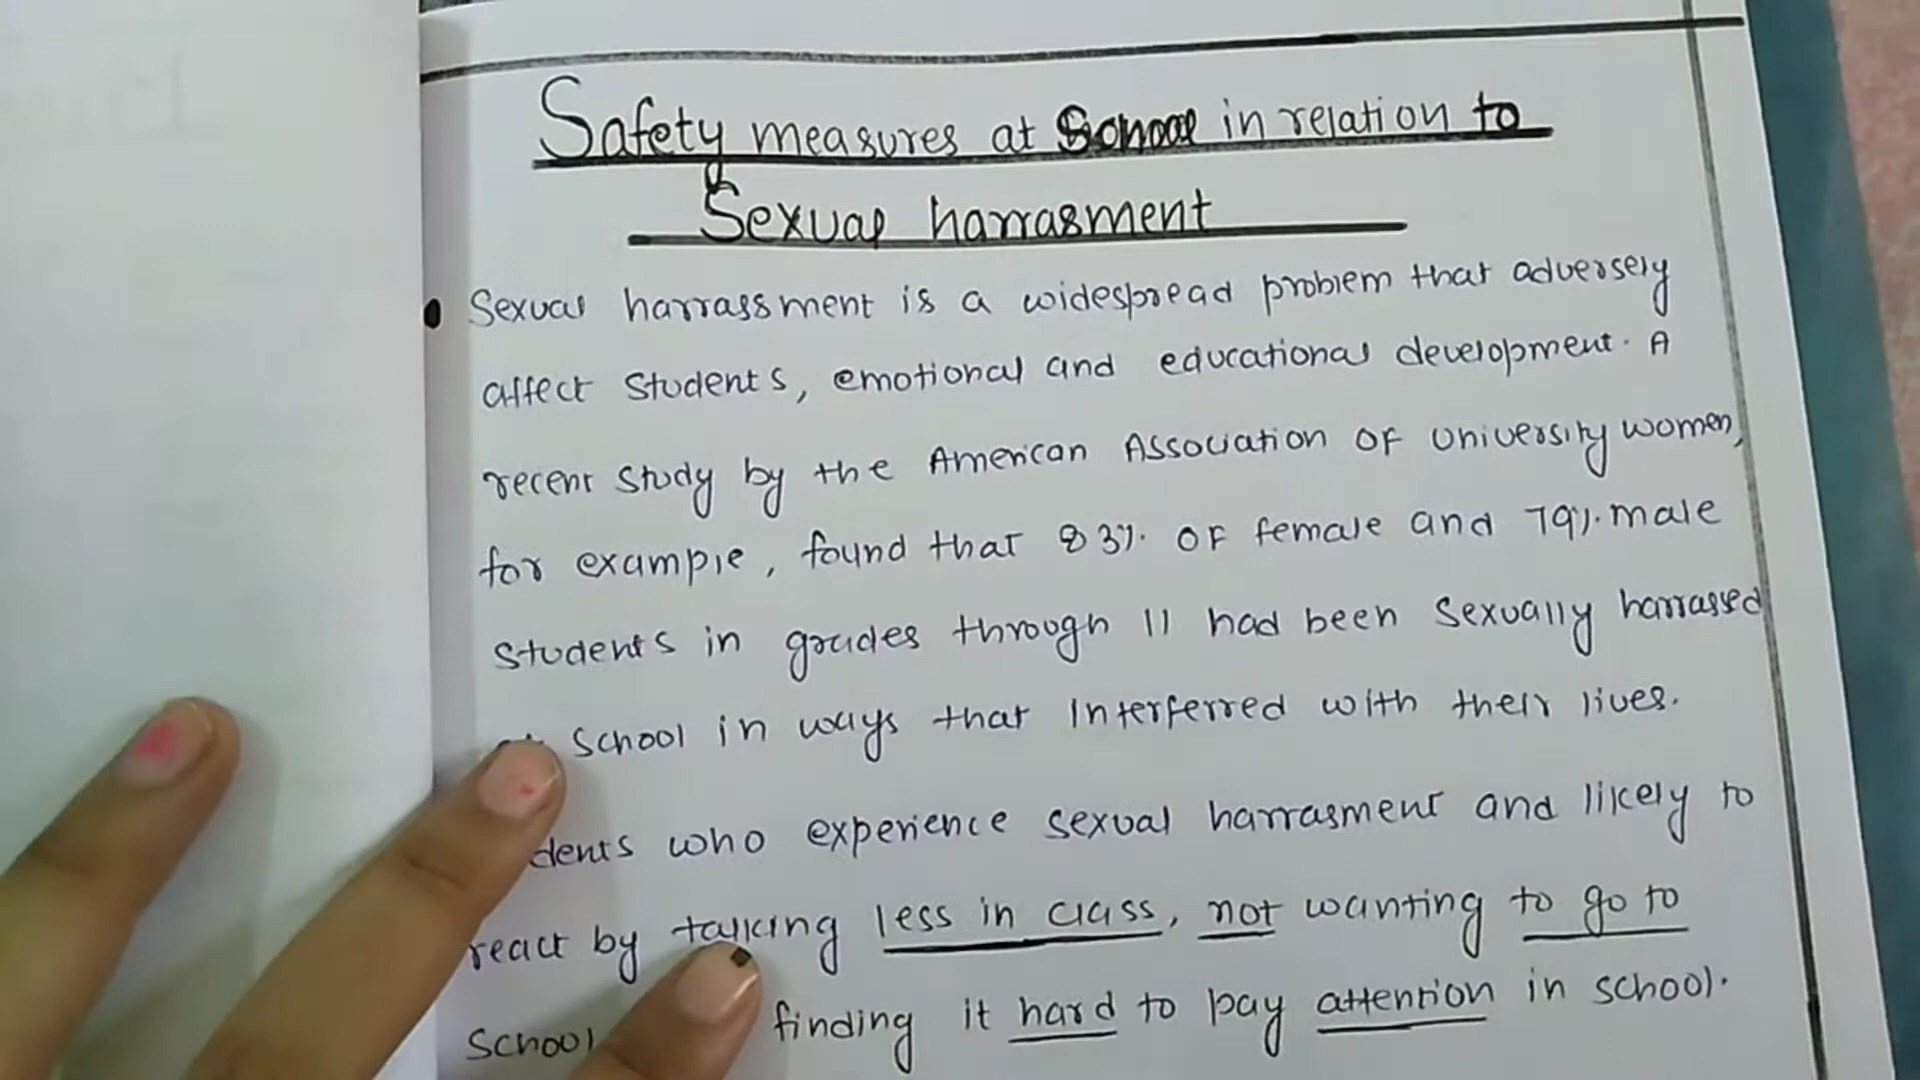 Safety measures at School in relation to
Sexual harrasment
Sexual harrassment is a widespread problem that adversely
affect students, emotional and educational development. A
recent study by the American Association of University women,
for example, found that 83% of female and 79% male
students in grades through 11 had been sexually harrassed
School in ways that interferred with their lives.
dents who experience sexual harrasment and likely to
react by talking less in class, not wanting to go to
School finding it hard to pay attention in school.